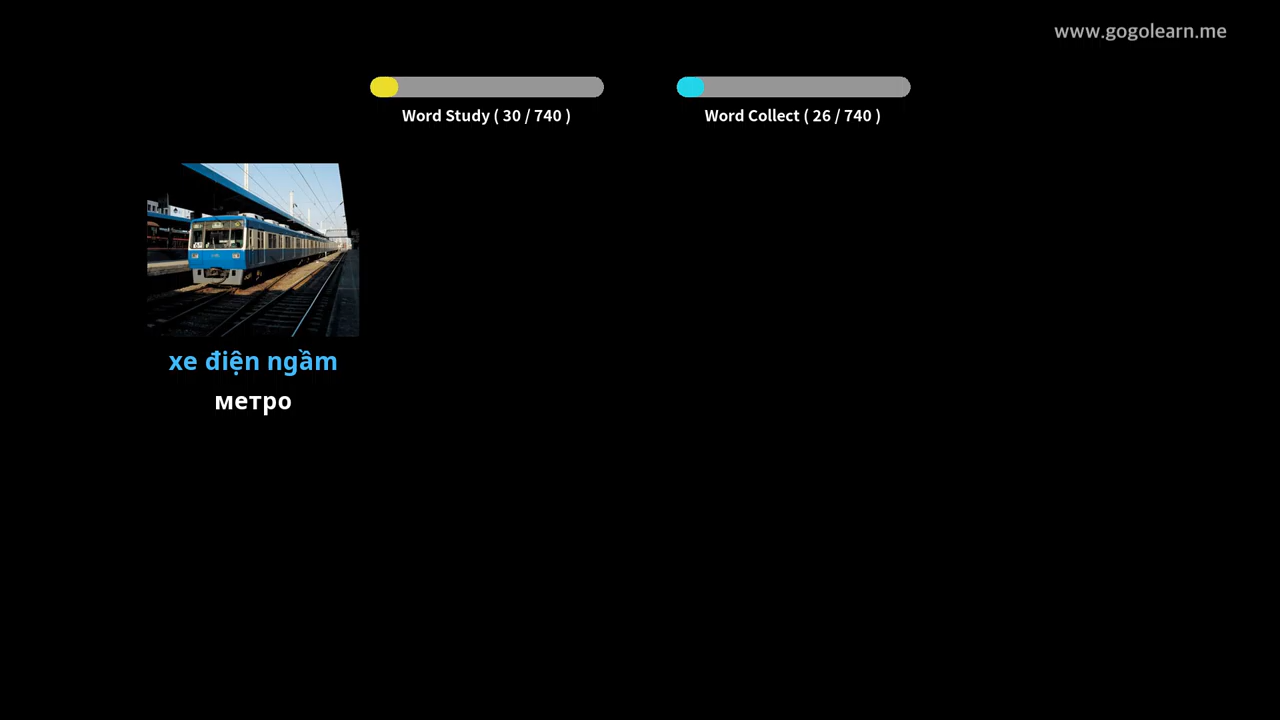 www.gogolearn.me
Word Study ( 30 / 740 )
Word Collect ( 26 / 740 )
xe điện ngầm
метро